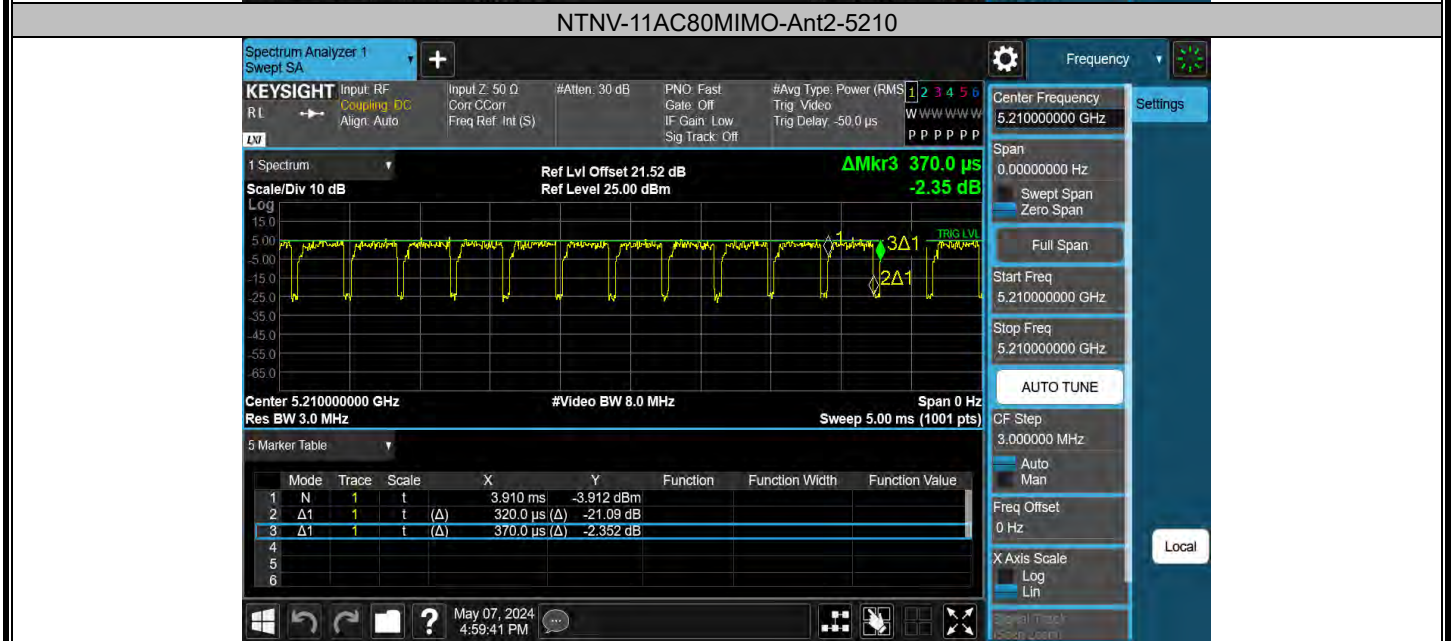 NTNV-11AC80MIMO-Ant2-5210
Spectrum Analyzer 1
Swept SA
+
Frequency
KEYSIGHT Input: RF Input Z: 50 Ω #Atten: 30 dB PNO: Fast #Avg Type: Power (RMS 1 2 3 4 5 6
RL Coupling: DC Corr CCorr Gate: Off Trig: Video W W W W W W
Align: Auto Freq Ref: Int (S) IF Gain: Low Trig Delay: -50.0 µs
LXI Sig Track: Off P P P P P P
Center Frequency
5.210000000 GHz
Settings
1 Spectrum
Ref Lvl Offset 21.52 dB
ΔMkr3 370.0 µs
Scale/Div 10 dB
Ref Level 25.00 dBm
-2.35 dB
Log
15.0
5.00
-5.00
-15.0
-25.0
-35.0
-45.0
-55.0
-65.0
TRIG LVL
1
3Δ1
2Δ1
Center 5.210000000 GHz #Video BW 8.0 MHz Span 0 Hz
Res BW 3.0 MHz Sweep 5.00 ms (1001 pts)
Span
0.00000000 Hz
Swept Span
Zero Span
Full Span
Start Freq
5.210000000 GHz
Stop Freq
5.210000000 GHz
AUTO TUNE
CF Step
3.000000 MHz
Auto
Man
Freq Offset
0 Hz
X Axis Scale
Log
Lin
Local
5 Marker Table
Mode Trace Scale X Y Function Function Width Function Value
1 N 1 t 3.910 ms -3.912 dBm
2 Δ1 1 t (Δ) 320.0 µs (Δ) -21.09 dB
3 Δ1 1 t (Δ) 370.0 µs (Δ) -2.352 dB
4
5
6
?
May 07, 2024
4:59:41 PM